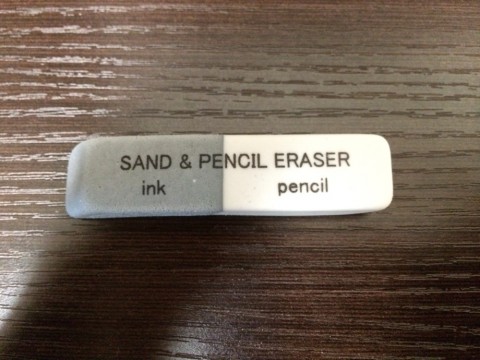 SAND & PENCIL ERASER
ink pencil